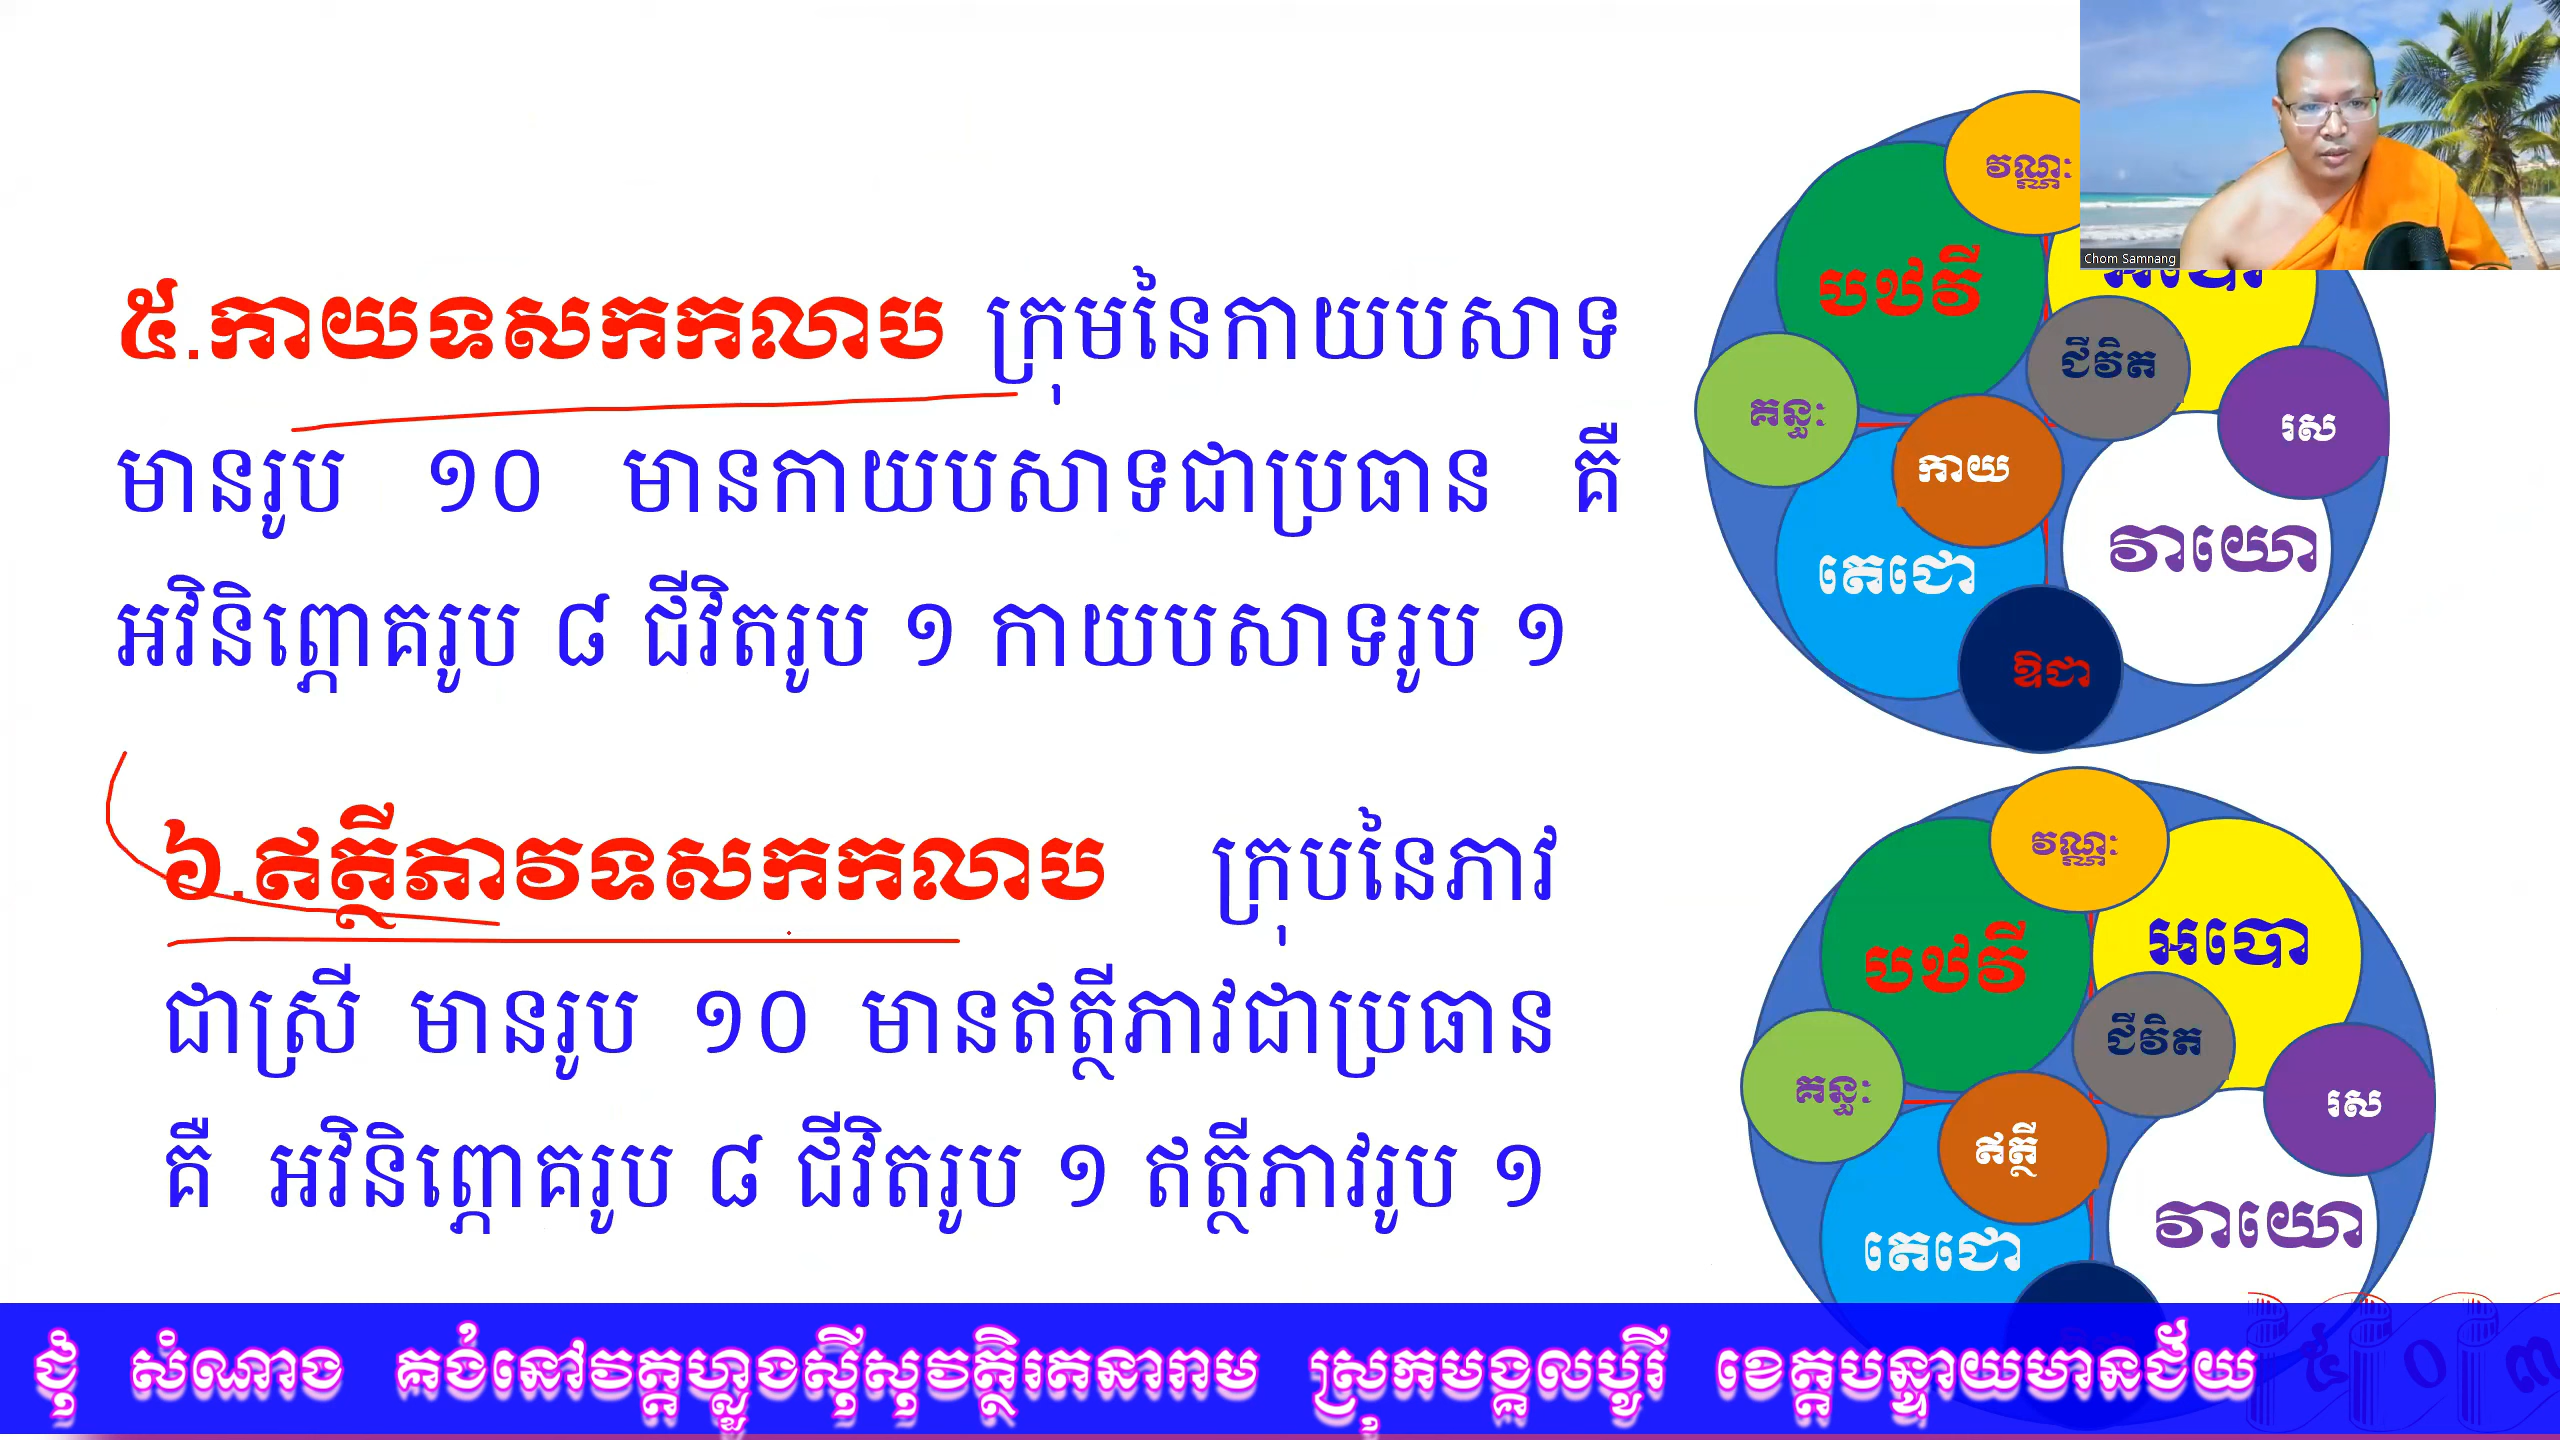 ៥.កាយទសកកលាប ក្រុមនៃកាយបសាទ
មានរូប ១០ មានកាយបសាទជាប្រធាន គឺ
អវិនិព្ភោគរូប ៨ ជីវិតរូប ១ កាយបសាទរូប ១
៦.ឥត្ថីភាវទសកកលាប ក្រុបនៃភាវ
ជាស្រី មានរូប ១០ មានឥត្ថីភាវជាប្រធាន
គឺ អវិនិព្ភោគរូប ៨ ជីវិតរូប ១ ឥត្ថីភាវរូប ១
វណ្ណៈ
បឋវី
ជីវិត
គន្ធៈ
រស
កាយ
វាយោ
តេជោ
ឱជា
Chom Samnang
វណ្ណៈ
បឋវី
អបោ
ជីវិត
គន្ធៈ
រស
ឥត្ថី
វាយោ
តេជោ
ជុំ សំណាង គង់នៅវត្តហ្លួងស៊ីសុវត្ថិរតនារាម ស្រុកមង្គលបូរី ខេត្តបន្ទាយមានជ័យ